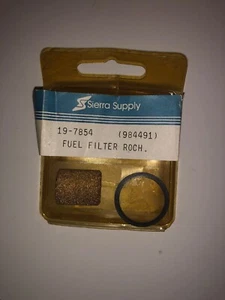 Sierra Supply
19-7854 (984491)
FUEL FILTER ROCH.